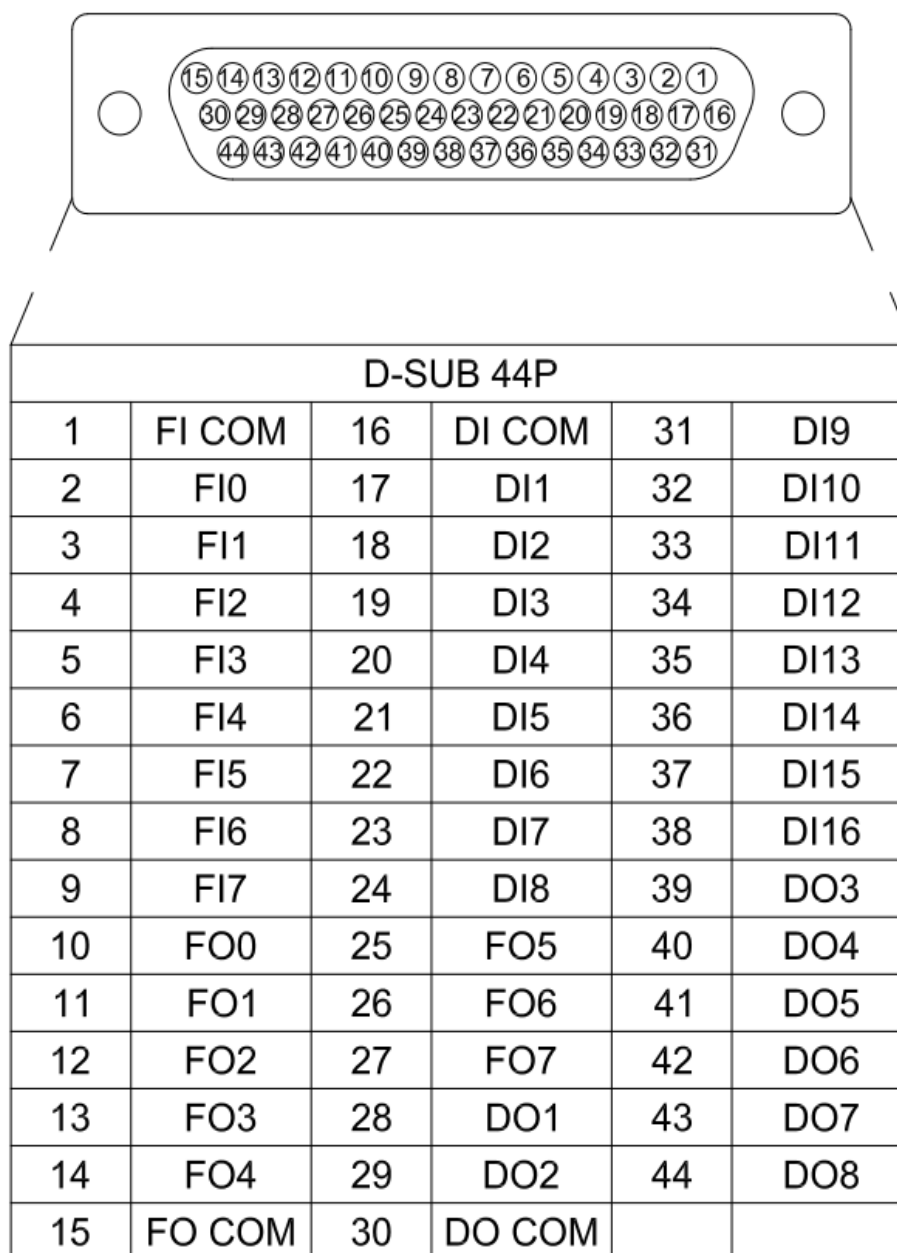 15 14 13 12 11 10 9 8 7 6 5 4 3 2 1
30 29 28 27 26 25 24 23 22 21 20 19 18 17 16
44 43 42 41 40 39 38 37 36 35 34 33 32 31
D-SUB 44P
1 FI COM 16 DI COM 31 DI9
2 FI0 17 DI1 32 DI10
3 FI1 18 DI2 33 DI11
4 FI2 19 DI3 34 DI12
5 FI3 20 DI4 35 DI13
6 FI4 21 DI5 36 DI14
7 FI5 22 DI6 37 DI15
8 FI6 23 DI7 38 DI16
9 FI7 24 DI8 39 DO3
10 FO0 25 FO5 40 DO4
11 FO1 26 FO6 41 DO5
12 FO2 27 FO7 42 DO6
13 FO3 28 DO1 43 DO7
14 FO4 29 DO2 44 DO8
15 FO COM 30 DO COM